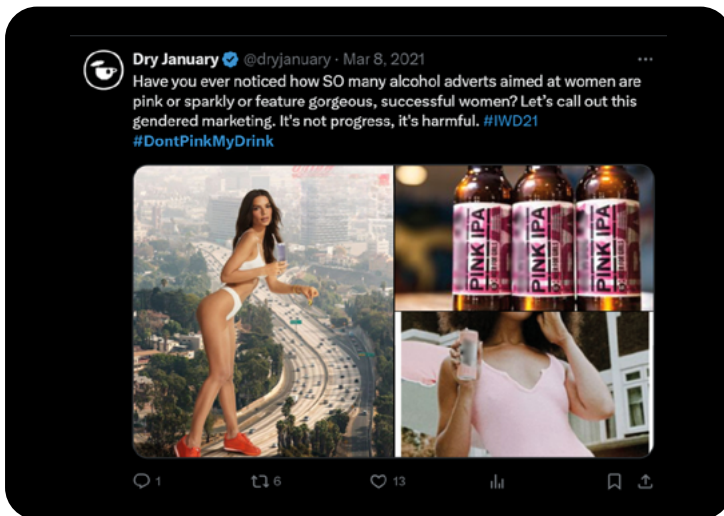 Dry January @dryjanuary · Mar 8, 2021
Have you ever noticed how SO many alcohol adverts aimed at women are
pink or sparkly or feature gorgeous, successful women? Let's call out this
gendered marketing. It's not progress, it's harmful. #IWD21
#DontPinkMyDrink
PINK IPA
PINK IPA
PINK IPA
1 6 13